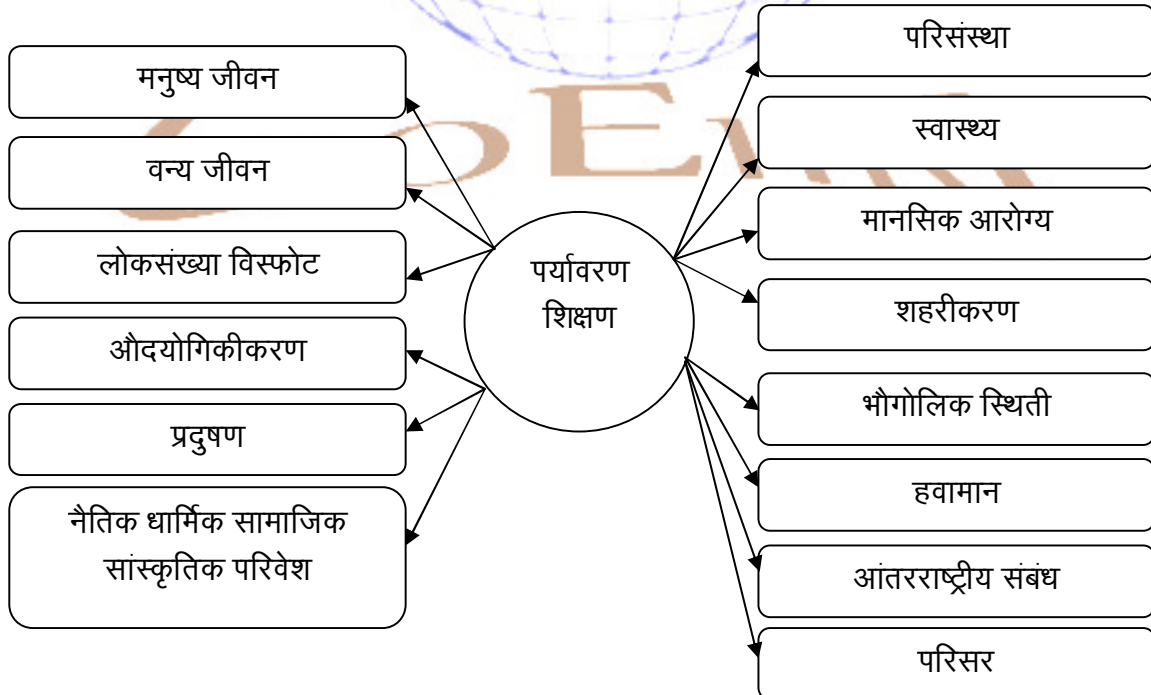 मनुष्य जीवन
वन्य जीवन
लोकसंख्या विस्फोट
औदयोगिकीकरण
प्रदुषण
नैतिक धार्मिक सामाजिक
सांस्कृतिक परिवेश
पर्यावरण
शिक्षण
परिसंस्था
स्वास्थ्य
मानसिक आरोग्य
शहरीकरण
भौगोलिक स्थिती
हवामान
आंतरराष्ट्रीय संबंध
परिसर